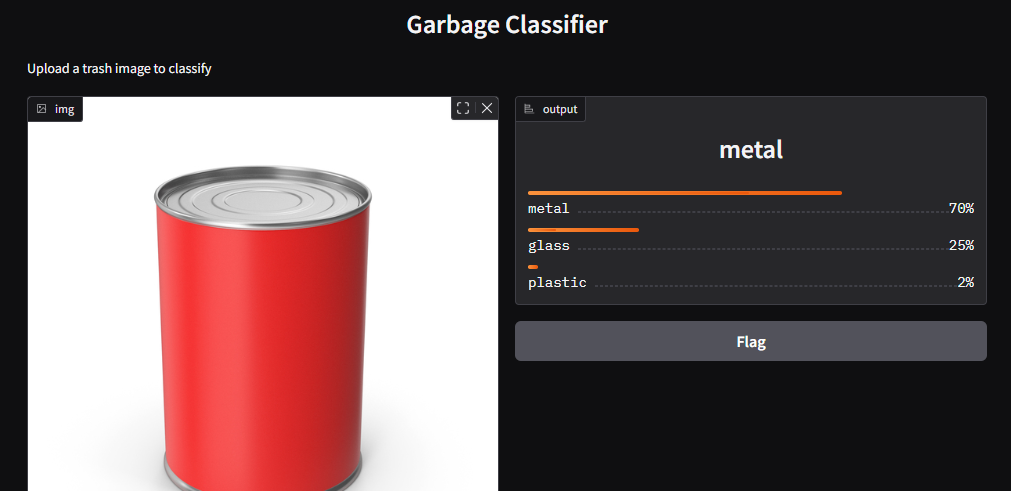 Garbage Classifier
Upload a trash image to classify
img
output
metal
metal 70%
glass 25%
plastic 2%
Flag